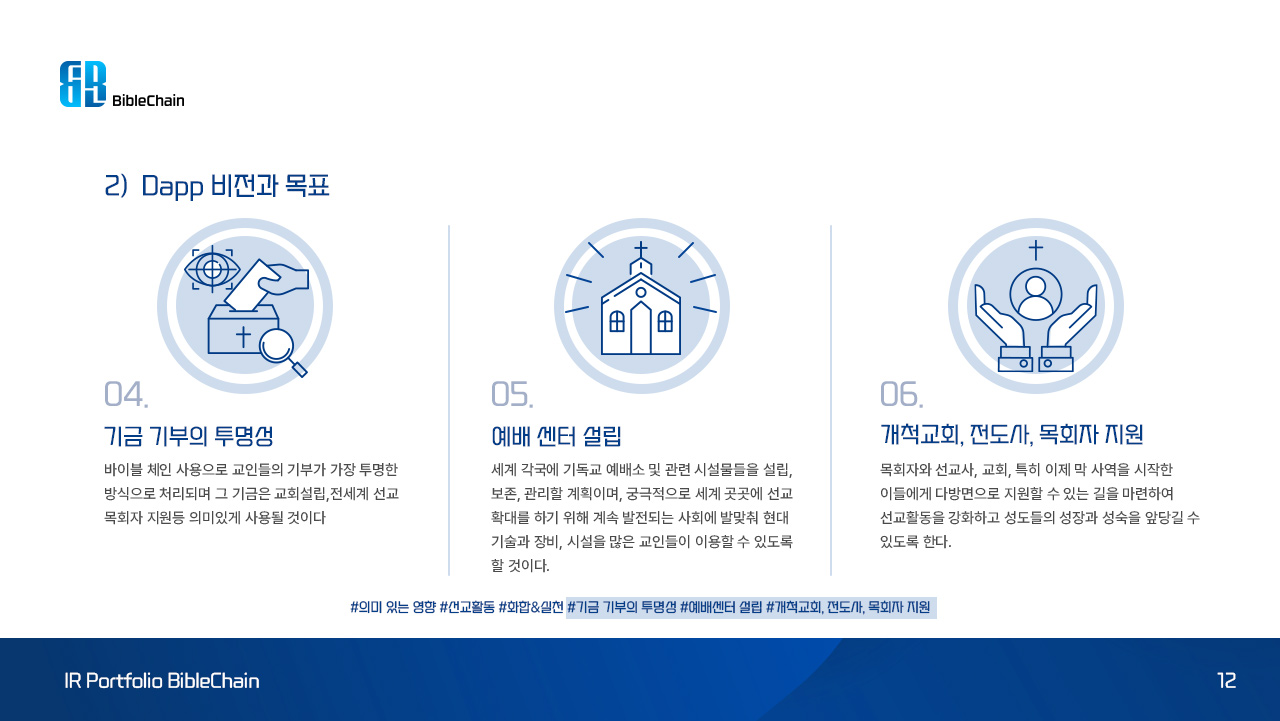 BibleChain
2) Dapp 비전과 목표
04.
기금 기부의 투명성
바이블 체인 사용으로 교인들의 기부가 가장 투명한
방식으로 처리되며 그 기금은 교회설립,전세계 선교
목회자 지원등 의미있게 사용될 것이다
05.
예배 센터 설립
세계 각국에 기독교 예배소 및 관련 시설물들을 설립,
보존, 관리할 계획이며, 궁극적으로 세계 곳곳에 선교
확대를 하기 위해 계속 발전되는 사회에 발맞춰 현대
기술과 장비, 시설을 많은 교인들이 이용할 수 있도록
할 것이다.
06.
개척교회, 전도사, 목회자 지원
목회자와 선교사, 교회, 특히 이제 막 사역을 시작한
이들에게 다방면으로 지원할 수 있는 길을 마련하여
선교활동을 강화하고 성도들의 성장과 성숙을 앞당길 수
있도록 한다.
#의미 있는 영향 #선교활동 #화합&실천 #기금 기부의 투명성 #예배센터 설립 #개척교회, 전도사, 목회자 지원
IR Portfolio BibleChain
12